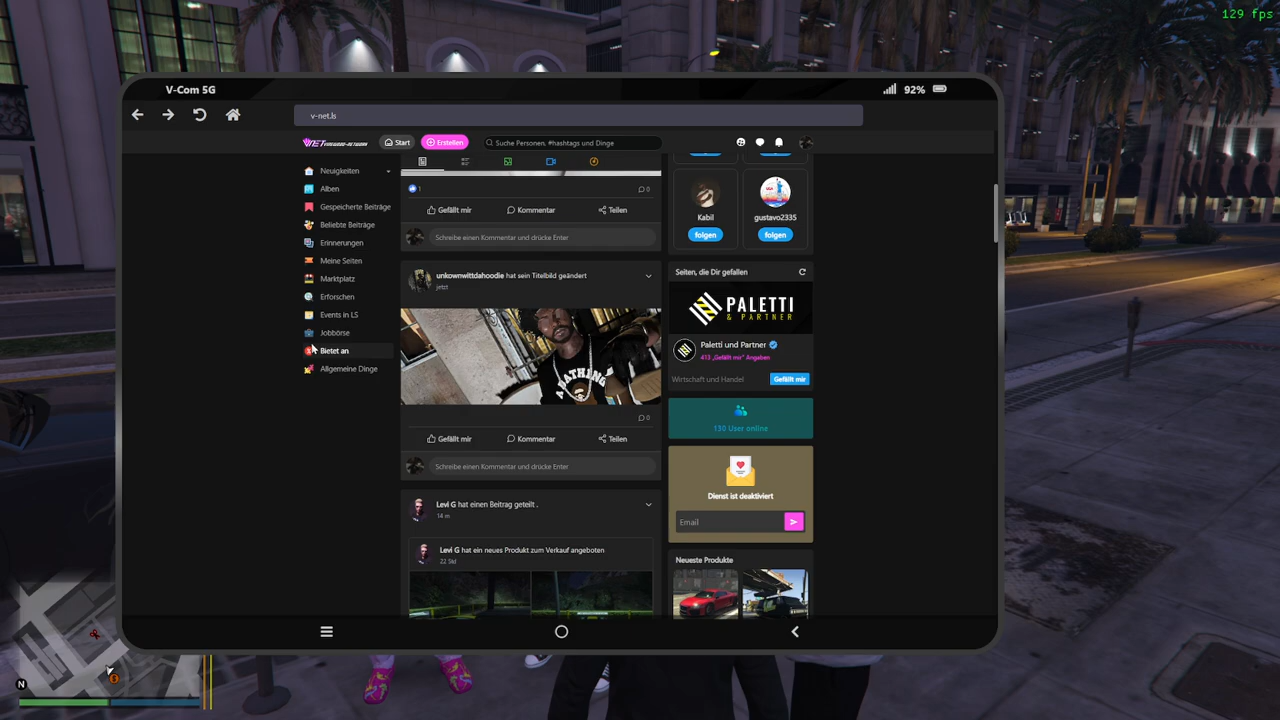 129 fps
V-Com 5G
92%
v-net.ls
VNET FIREWIRE-NETWORK
Start
Erstellen
Suche Personen, #hashtags und Dinge
Neuigkeiten
Alben
Gespeicherte Beiträge
Beliebte Beiträge
Erinnerungen
Meine Seiten
Marktplatz
Erforschen
Events in LS
Jobbörse
Bietet an
Allgemeine Dinge
1
0
Gefällt mir
Kommentar
Teilen
Schreibe einen Kommentar und drücke Enter
unkownwittdahoodie hat sein Titelbild geändert
jetzt
0
Gefällt mir
Kommentar
Teilen
Schreibe einen Kommentar und drücke Enter
Levi G hat einen Beitrag geteilt .
14 m
Levi G hat ein neues Produkt zum Verkauf angeboten
22 Std
Kabil
gustavo2335
folgen
folgen
Seiten, die Dir gefallen
PALETTI
& PARTNER
Paletti und Partner
413 „Gefällt mir" Angaben
Wirtschaft und Handel
Gefällt mir
130 User online
Dienst ist deaktiviert
Email
Neueste Produkte
N